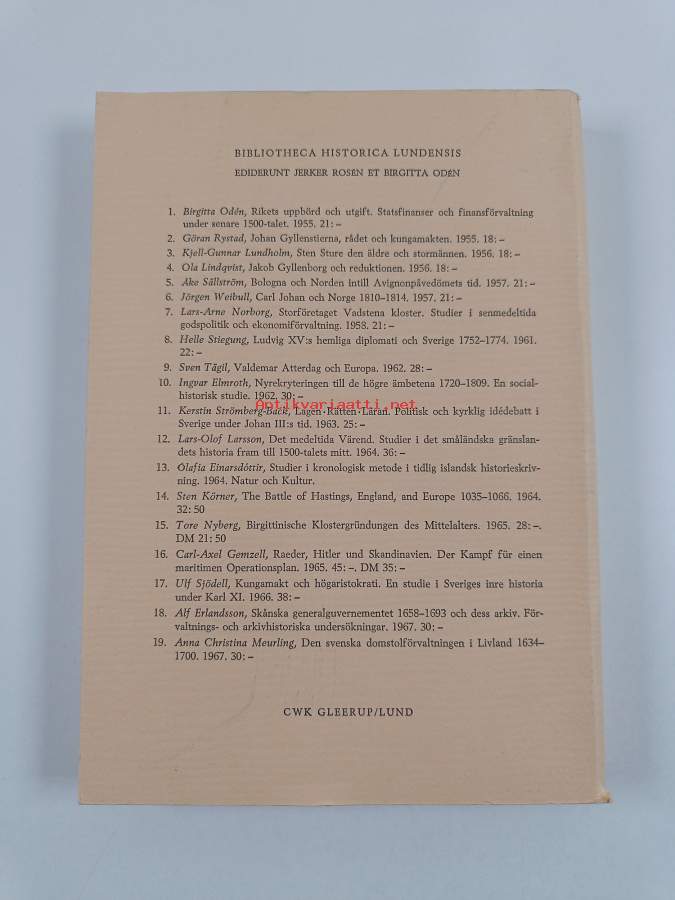 BIBLIOTHECA HISTORICA LUNDENSIS
EDIDERUNT JERKER ROSÉN ET BIRGITTA ODÉN
1. Birgitta Odén, Rikets uppbörd och utgift. Statsfinanser och finansförvaltning
under senare 1500-talet. 1955. 21:–
2. Göran Rystad, Johan Gyllenstierna, rådet och kungamakten. 1955. 18:–
3. Kjell-Gunnar Lundholm, Sten Sture den äldre och stormännen. 1956. 18:–
4. Ola Lindqvist, Jakob Gyllenborg och reduktionen. 1956. 18:–
5. Åke Sällström, Bologna och Norden intill Avignonpåvedömets tid. 1957. 21:–
6. Jörgen Weibull, Carl Johan och Norge 1810–1814. 1957. 21:–
7. Lars-Arne Norborg, Storföretaget Vadstena kloster. Studier i senmedeltida
godspolitik och ekonomiförvaltning. 1958. 21:–
8. Helle Stiegung, Ludvig XV:s hemliga diplomati och Sverige 1752–1774. 1961.
22:–
9. Sven Tägil, Valdemar Atterdag och Europa. 1962. 28:–
10. Ingvar Elmroth, Nyrekryteringen till de högre ämbetena 1720–1809. En social-
historisk studie. 1962. 30:–
Antikvariaatti.net
11. Kerstin Strömberg-Back, Lagen·Rätten·Läran. Politisk och kyrklig idédebatt i
Sverige under Johan III:s tid. 1963. 25:–
12. Lars-Olof Larsson, Det medeltida Värend. Studier i det småländska gränslan-
dets historia fram till 1500-talets mitt. 1964. 36:–
13. Ólafia Einarsdóttir, Studier i kronologisk metode i tidlig islandsk historieskriv-
ning. 1964. Natur och Kultur.
14. Sten Körner, The Battle of Hastings, England, and Europe 1035–1066. 1964.
32:50
15. Tore Nyberg, Birgittinische Klostergründungen des Mittelalters. 1965. 28:–.
DM 21:50
16. Carl-Axel Gemzell, Raeder, Hitler und Skandinavien. Der Kampf für einen
maritimen Operationsplan. 1965. 45:–. DM 35:–
17. Ulf Sjödell, Kungamakt och högaristokrati. En studie i Sveriges inre historia
under Karl XI. 1966. 38:–
18. Alf Erlandsson, Skånska generalguvernementet 1658–1693 och dess arkiv. För-
valtnings- och arkivhistoriska undersökningar. 1967. 30:–
19. Anna Christina Meurling, Den svenska domstolförvaltningen i Livland 1634–
1700. 1967. 30:–
CWK GLEERUP/LUND